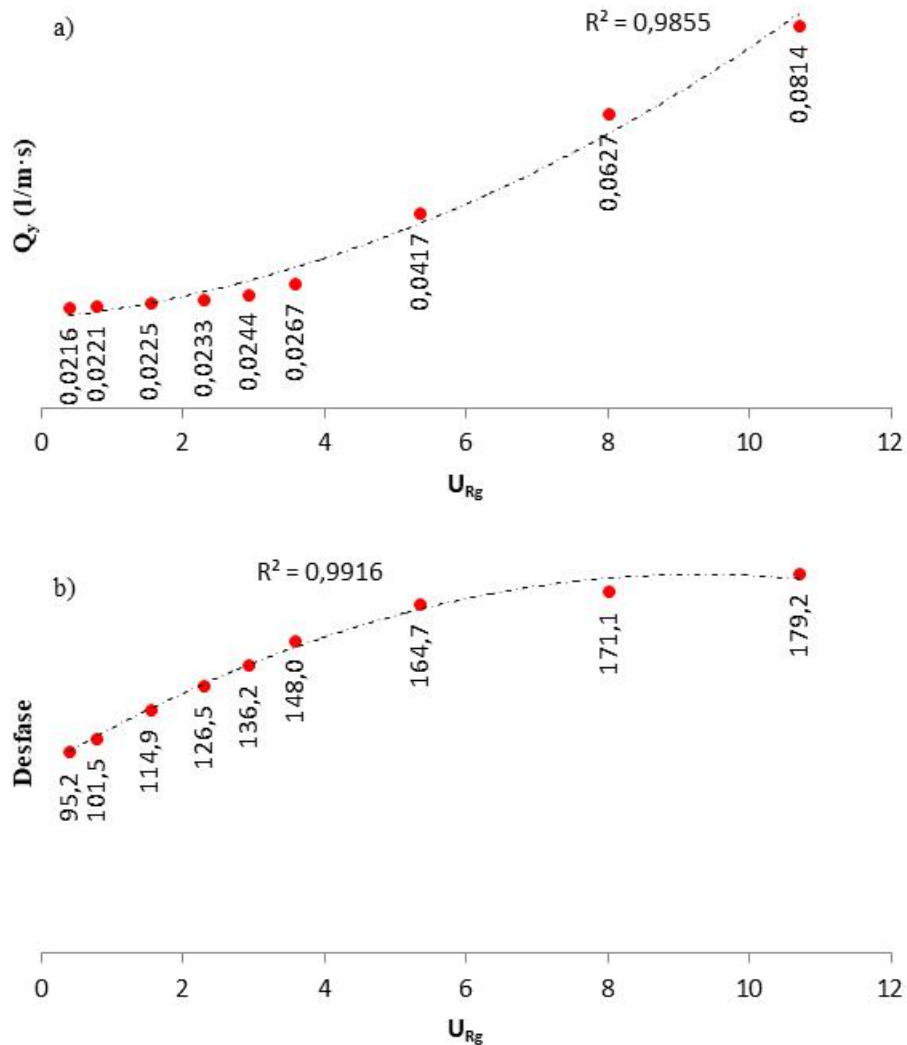 a)
R² = 0,9855
Qy (l/m·s)
0,0216
0,0221
0,0225
0,0233
0,0244
0,0267
0,0417
0,0627
0,0814
0 2 4 6 8 10 12
URg
b)
R² = 0,9916
Desfase
95,2
101,5
114,9
126,5
136,2
148,0
164,7
171,1
179,2
0 2 4 6 8 10 12
URg